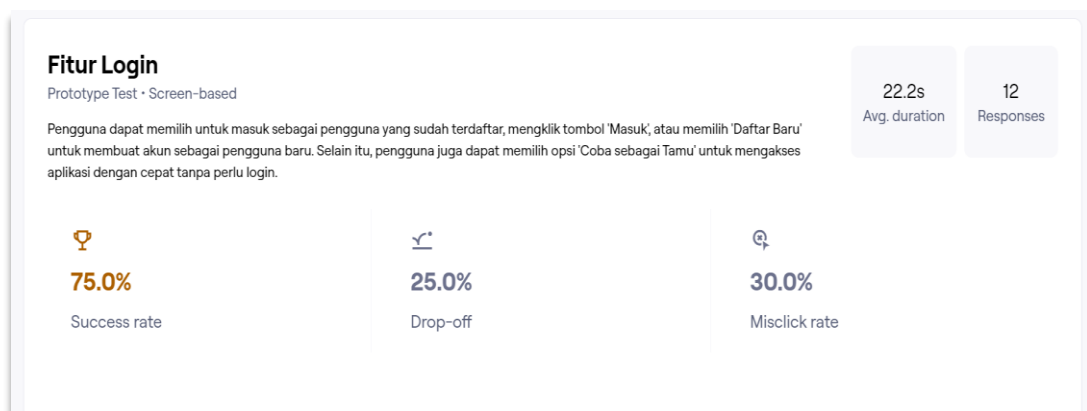 Fitur Login
Prototype Test • Screen-based
Pengguna dapat memilih untuk masuk sebagai pengguna yang sudah terdaftar, mengklik tombol 'Masuk', atau memilih 'Daftar Baru'
untuk membuat akun sebagai pengguna baru. Selain itu, pengguna juga dapat memilih opsi 'Coba sebagai Tamu' untuk mengakses
aplikasi dengan cepat tanpa perlu login.
22.2s
Avg. duration
12
Responses
75.0%
Success rate
25.0%
Drop-off
30.0%
Misclick rate